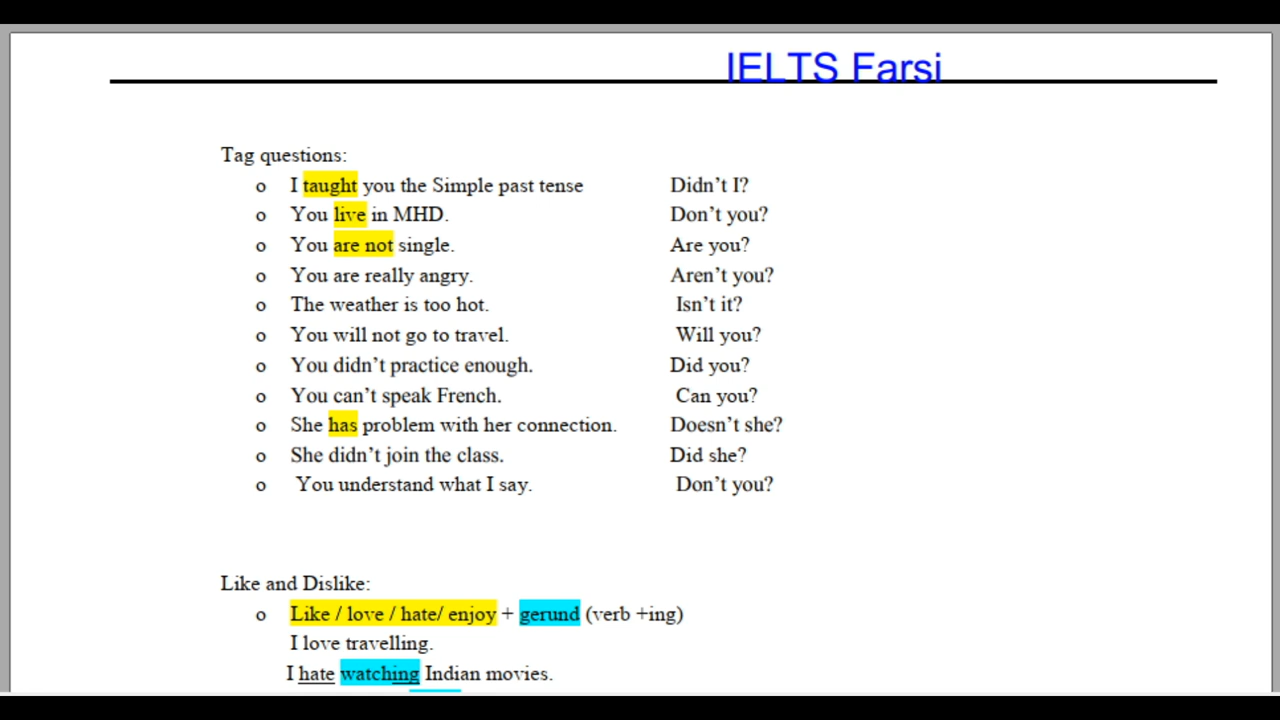 IELTS Farsi
Tag questions:
o I taught you the Simple past tense Didn’t I?
o You live in MHD. Don’t you?
o You are not single. Are you?
o You are really angry. Aren’t you?
o The weather is too hot. Isn’t it?
o You will not go to travel. Will you?
o You didn’t practice enough. Did you?
o You can’t speak French. Can you?
o She has problem with her connection. Doesn’t she?
o She didn’t join the class. Did she?
o You understand what I say. Don’t you?
Like and Dislike:
o Like / love / hate/ enjoy + gerund (verb +ing)
I love travelling.
I hate watching Indian movies.